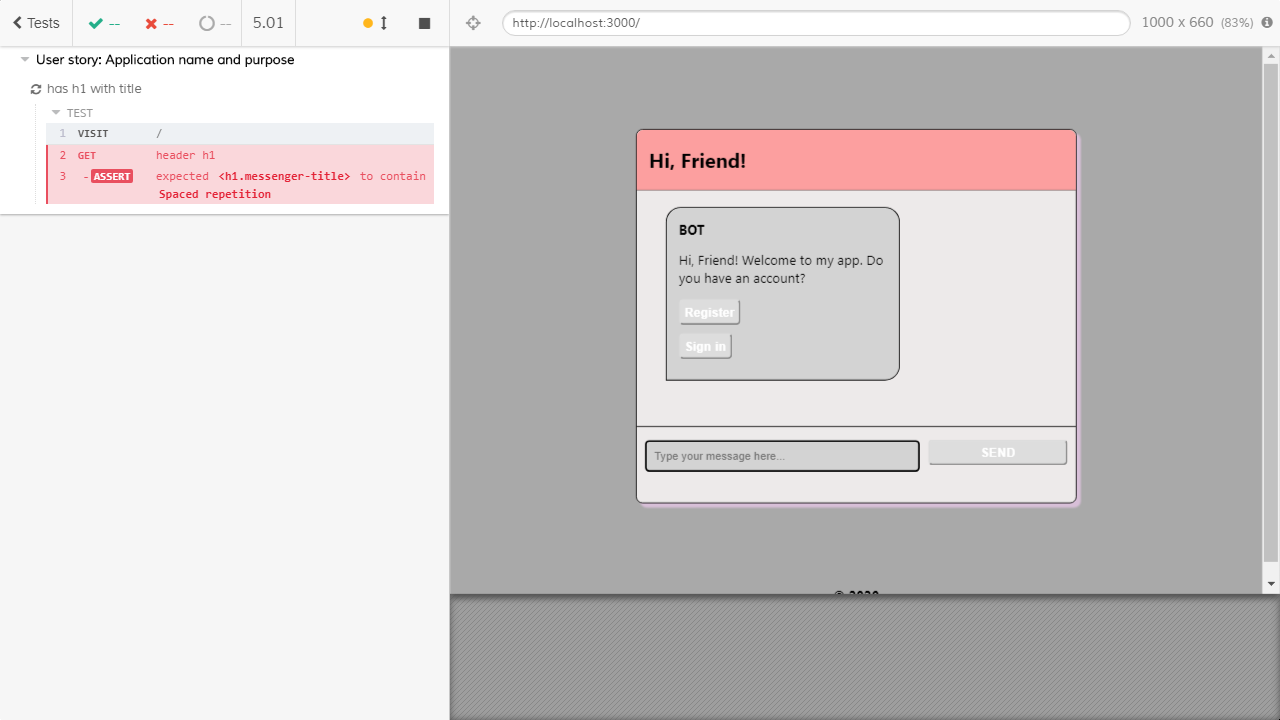 Tests
--
--
--
5.01
http://localhost:3000/
1000 x 660 (83%)
User story: Application name and purpose
has h1 with title
TEST
1 VISIT /
2 GET header h1
3 -ASSERT expected <h1.messenger-title> to contain
Spaced repetition
Hi, Friend!
BOT
Hi, Friend! Welcome to my app. Do
you have an account?
Register
Sign in
Type your message here...
SEND
© 2020